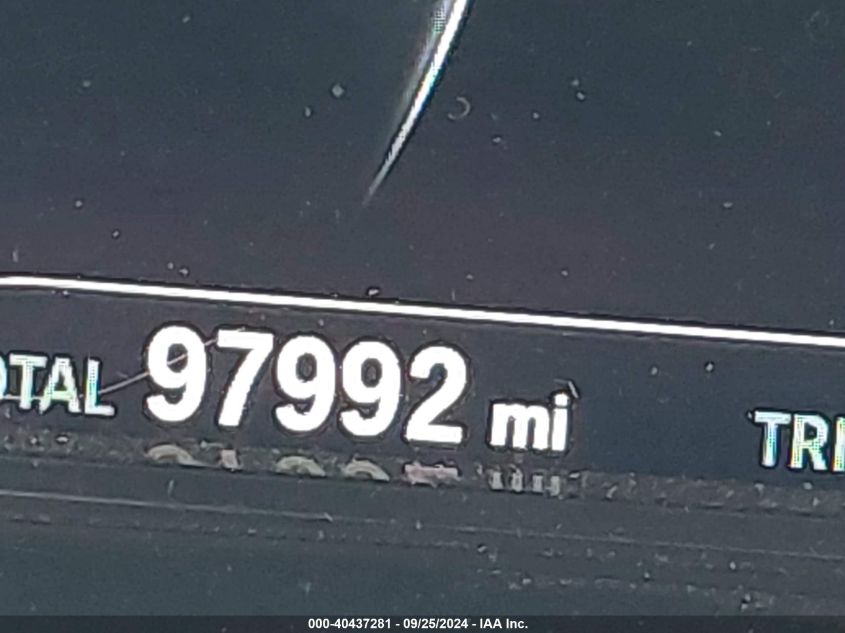 OTAL 97992 mi TRI
000-40437281 - 09/25/2024 - IAA Inc.